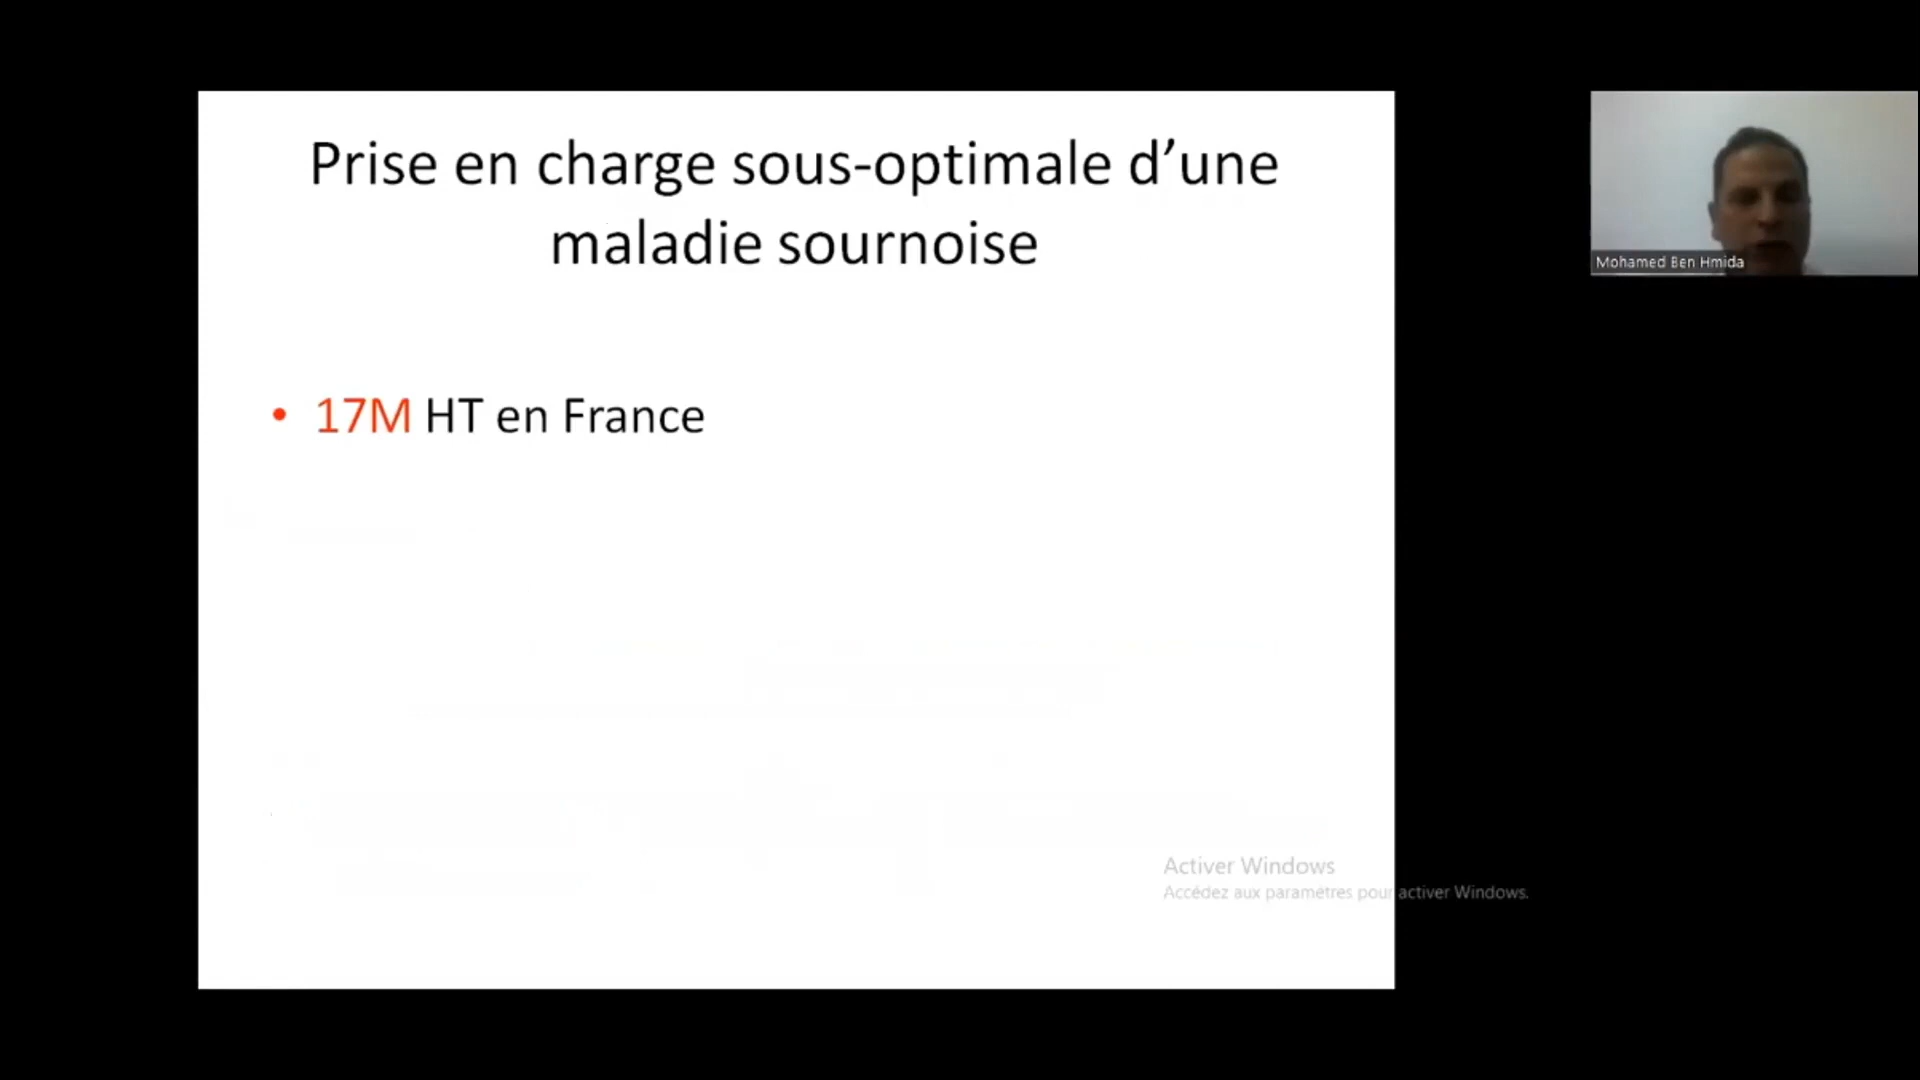 Prise en charge sous-optimale d’une
maladie sournoise
• 17M HT en France
Mohamed Ben Hmida
Activer Windows
Accédez aux paramètres pour activer Windows.